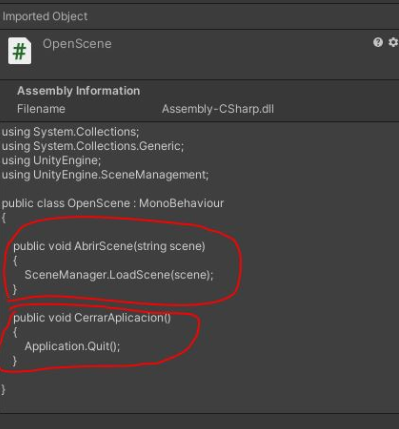 Imported Object
OpenScene
Assembly Information
Filename Assembly-CSharp.dll
using System.Collections;
using System.Collections.Generic;
using UnityEngine;
using UnityEngine.SceneManagement;
public class OpenScene : MonoBehaviour
{
public void AbrirScene(string scene)
{
SceneManager.LoadScene(scene);
}
public void CerrarAplicacion()
{
Application.Quit();
}
}